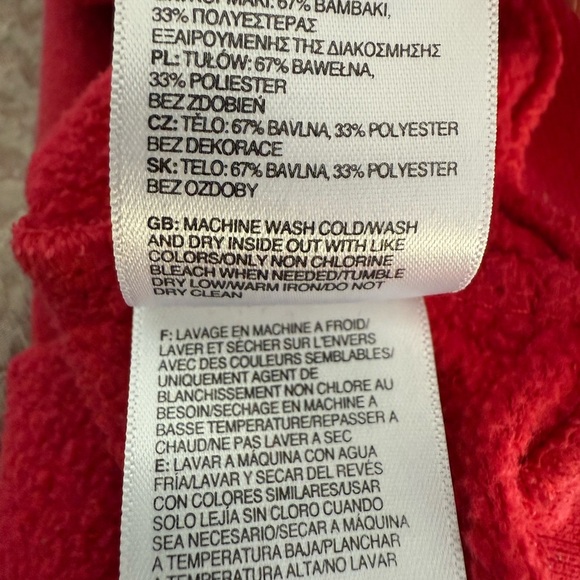 ΜΑΚΙ: 67% ΒΑΜΒΑΚΙ,
33% ΠΟΛΥΕΣΤΕΡΑΣ
ΕΞΑΙΡΟΥΜΕΝΗΣ ΤΗΣ ΔΙΑΚΟΣΜΗΣΗΣ
PL: TUŁÓW: 67% BAWEŁNA,
33% POLIESTER
BEZ ZDOBIEŃ
CZ: TĚLO: 67% BAVLNA, 33% POLYESTER
BEZ DEKORACE
SK: TELO: 67% BAVLNA, 33% POLYESTER
BEZ OZDOBY
GB: MACHINE WASH COLD/WASH
AND DRY INSIDE OUT WITH LIKE
COLORS/ONLY NON CHLORINE
BLEACH WHEN NEEDED/TUMBLE
DRY LOW/WARM IRON/DO NOT
DRY CLEAN
F: LAVAGE EN MACHINE A FROID/
LAVER ET SÉCHER SUR L'ENVERS
AVEC DES COULEURS SEMBLABLES/
UNIQUEMENT AGENT DE
BLANCHISSEMENT NON CHLORE AU
BESOIN/SECHAGE EN MACHINE A
BASSE TEMPERATURE/REPASSER A
CHAUD/NE PAS LAVER A SEC
E: LAVAR A MÁQUINA CON AGUA
FRÍA/LAVAR Y SECAR DEL REVÉS
CON COLORES SIMILARES/USAR
SOLO LEJÍA SIN CLORO CUANDO
SEA NECESARIO/SECAR A MÁQUINA
A TEMPERATURA BAJA/PLANCHAR
A TEMPERATURA ALTA/NO LAVAR